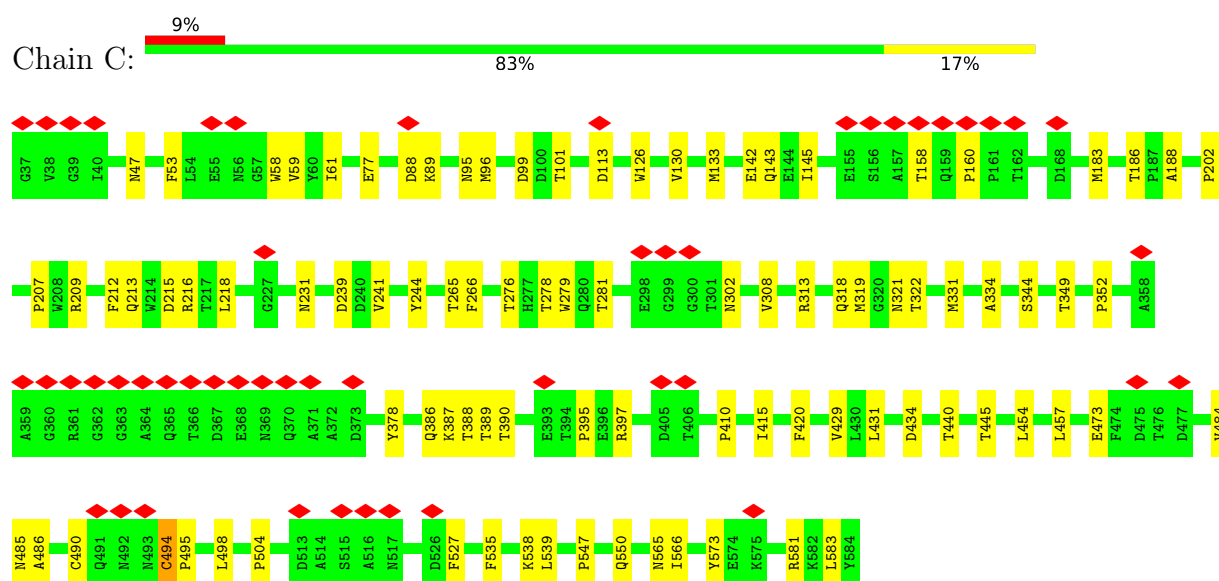 9%
Chain C:
83% 17%
G37 V38 G39 I40 N47 F53 L54 E55 N56 G57 W58 V59 Y60 I61 E77 D88 K89 N95 M96 D99 D100 T101 D113 W126 V130 M133 E142 Q143 E144 I145 E155 S156 A157 T158 Q159 P160 P161 T162 D168 M183 T186 P187 A188 P202
P207 W208 R209 F212 Q213 W214 D215 R216 T217 L218 G227 N231 D239 D240 V241 Y244 T265 F266 T276 H277 T278 W279 Q280 T281 E298 G299 G300 T301 N302 V308 R313 Q318 M319 G320 N321 T322 M331 A334 S344 T349 P352 A358
A359 G360 R361 G362 G363 A364 Q365 T366 D367 E368 N369 Q370 A371 A372 D373 Y378 Q386 K387 T388 T389 T390 E393 T394 P395 E396 R397 D405 T406 P410 I415 F420 V429 L430 L431 D434 T440 T445 L454 L457 E473 F474 D475 T476 D477
N485 A486 C490 Q491 N492 N493 C494 P495 L498 P504 D513 A514 S515 A516 N517 D526 F527 F535 K538 L539 P547 Q550 N565 I566 Y573 E574 K575 R581 K582 L583 Y584